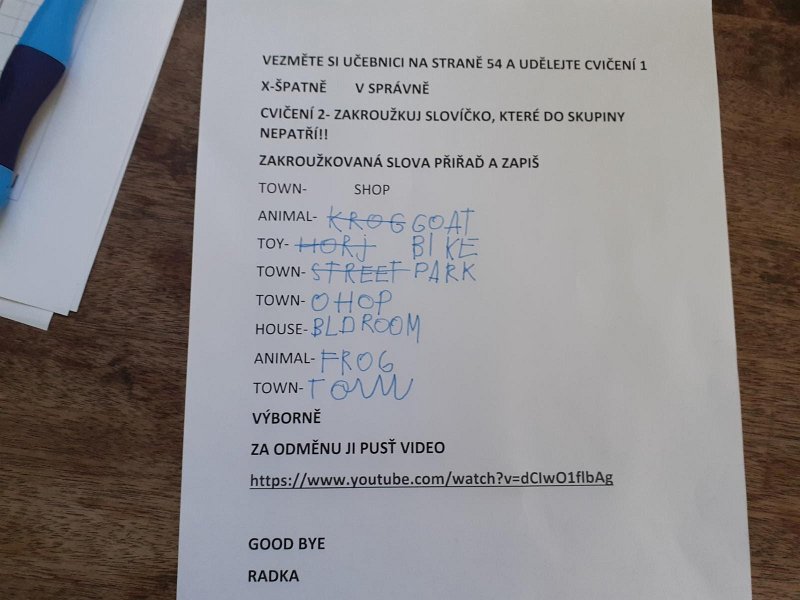 VEZMĚTE SI UČEBNICI NA STRANĚ 54 A UDĚLEJTE CVIČENÍ 1
X-ŠPATNĚ V SPRÁVNĚ
CVIČENÍ 2- ZAKROUŽKUJ SLOVÍČKO, KTERÉ DO SKUPINY
NEPATŘÍ!!
ZAKROUŽKOVANÁ SLOVA PŘIŘAĎ A ZAPIŠ
TOWN- SHOP
ANIMAL- KROG GOAT
TOY- HORJ BIKE
TOWN- STREET PARK
TOWN- OHOP
HOUSE- BLDROOM
ANIMAL- FROG
TOWN- TOWN
VÝBORNĚ
ZA ODMĚNU JI PUSŤ VIDEO
https://www.youtube.com/watch?v=dCIwO1flbAg
GOOD BYE
RADKA